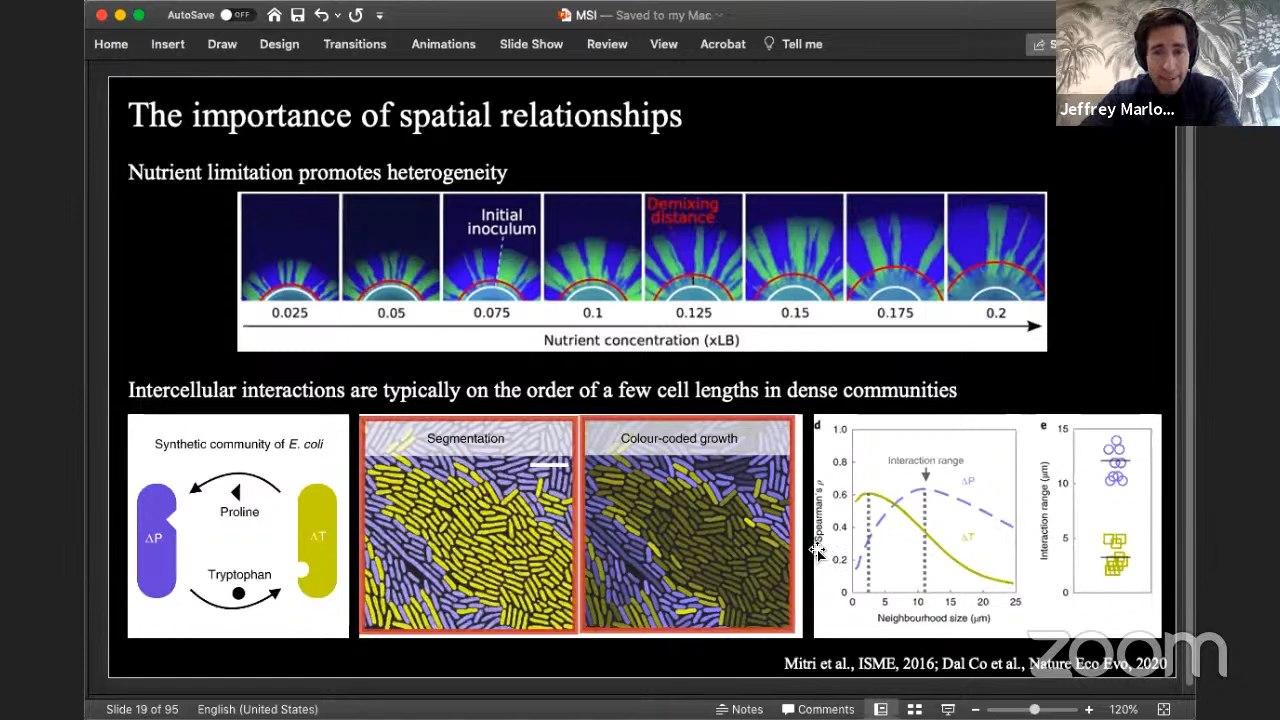 AutoSave OFF
MSI — Saved to my Mac
Home Insert Draw Design Transitions Animations Slide Show Review View Acrobat Tell me
Jeffrey Marlo...
The importance of spatial relationships
Nutrient limitation promotes heterogeneity
Initial
inoculum
Demixing
distance
0.025 0.05 0.075 0.1 0.125 0.15 0.175 0.2
Nutrient concentration (xLB)
Intercellular interactions are typically on the order of a few cell lengths in dense communities
Synthetic community of E. coli
Proline
ΔP
ΔT
Tryptophan
Segmentation
Colour-coded growth
d
1.0
0.8
0.6
0.4
0.2
0
Spearman's ρ
Interaction range
ΔP
ΔT
0 5 10 15 20 25
Neighbourhood size (μm)
e
15
10
5
0
Interaction range (μm)
Mitri et al., ISME, 2016; Dal Co et al., Nature Eco Evo, 2020
zoom
Slide 19 of 95 English (United States) Notes Comments 120%